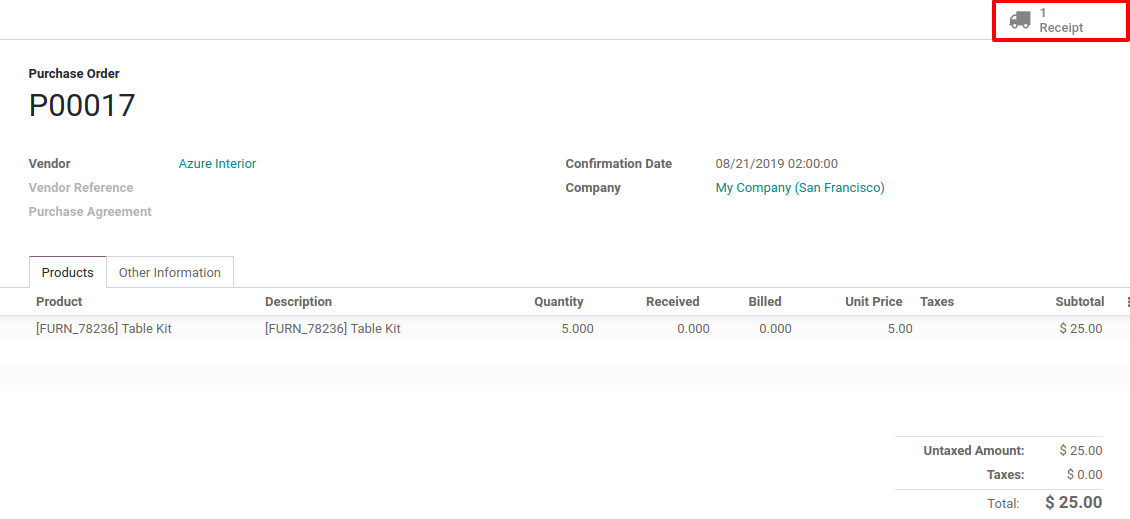 1
Receipt
Purchase Order
P00017
Vendor Azure Interior Confirmation Date 08/21/2019 02:00:00
Vendor Reference Company My Company (San Francisco)
Purchase Agreement
Products Other Information
Product Description Quantity Received Billed Unit Price Taxes Subtotal
[FURN_78236] Table Kit [FURN_78236] Table Kit 5.000 0.000 0.000 5.00 $ 25.00
Untaxed Amount: $ 25.00
Taxes: $ 0.00
Total: $ 25.00